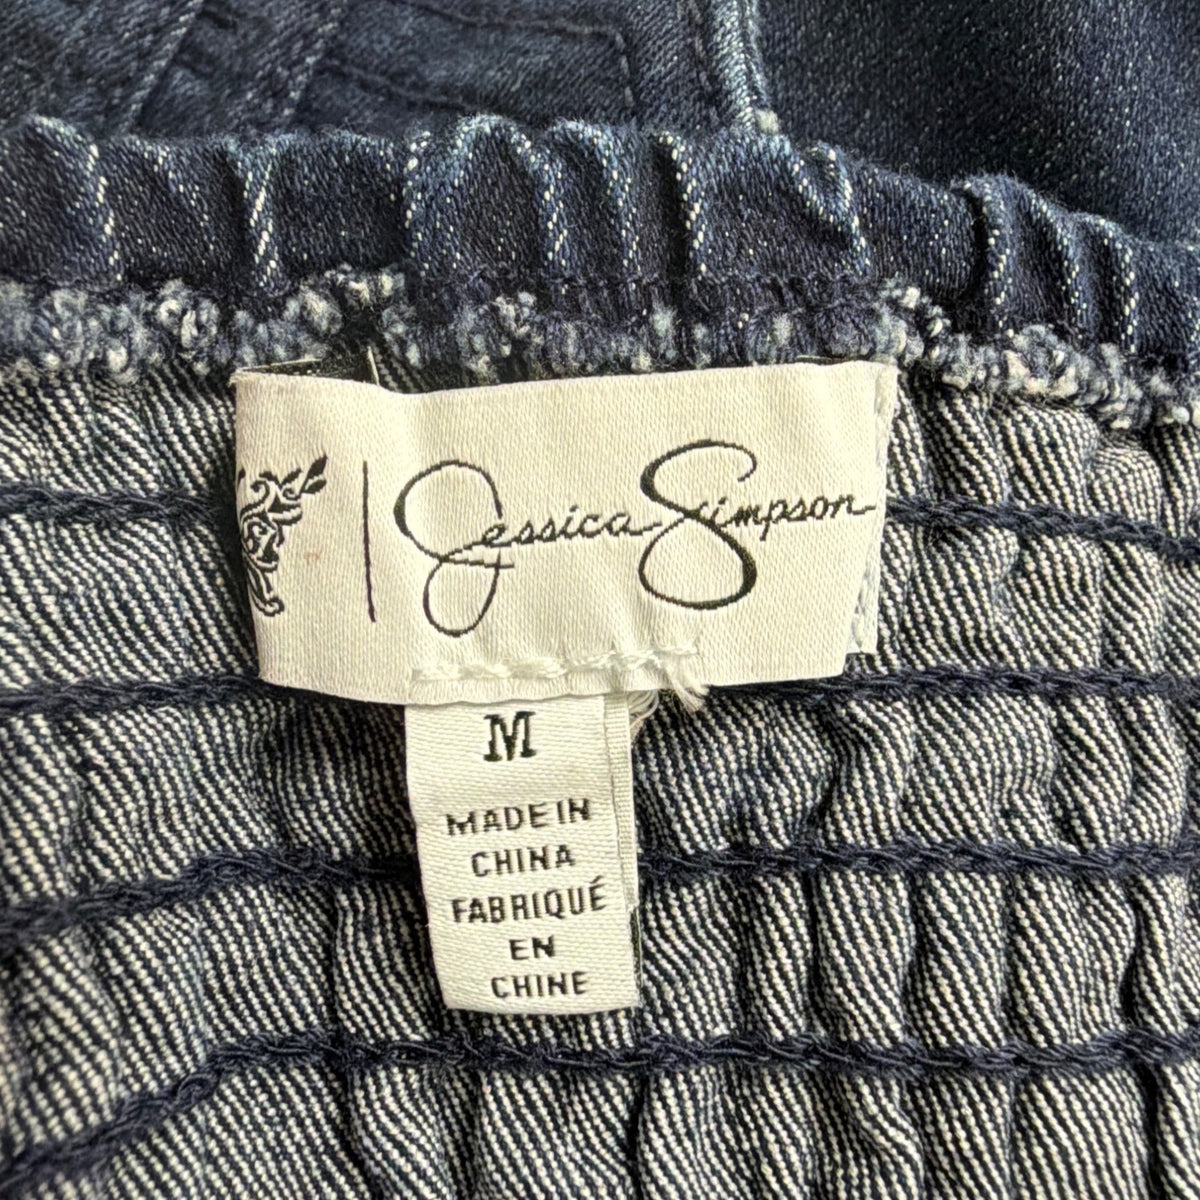 Jessica Simpson
M
MADE IN
CHINA
FABRIQUÉ
EN
CHINE